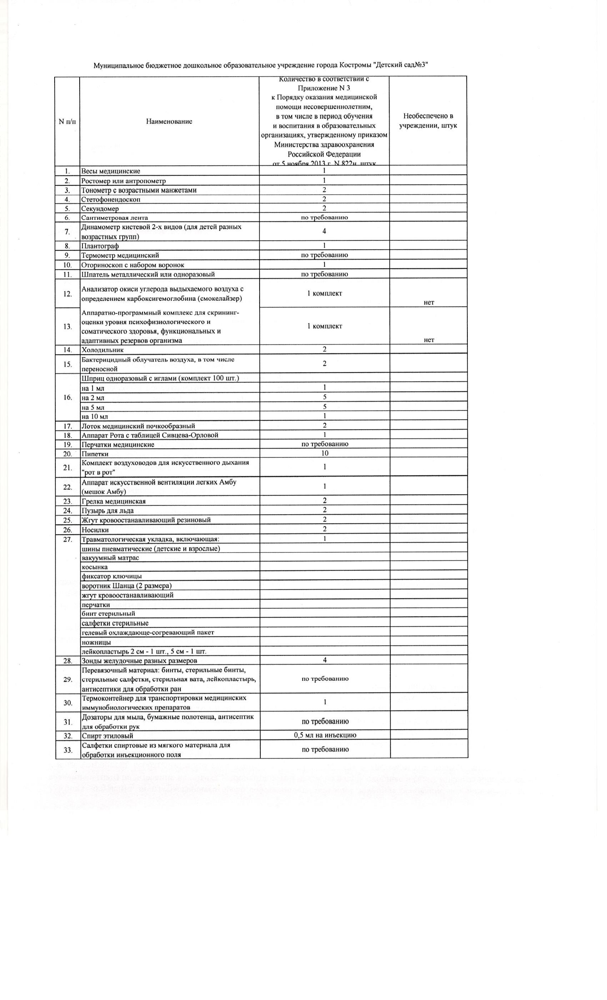 Муниципальное бюджетное дошкольное образовательное учреждение города Костромы "Детский сад№3"
N п/п
Наименование
Количество в соответствии с
Приложение N 3
к Порядку оказания медицинской
помощи несовершеннолетним,
в том числе в период обучения
и воспитания в образовательных
организациях, утвержденному приказом
Министерства здравоохранения
Российской Федерации
от 5 ноября 2013 г. N 822н, штук
Необеспечено в
учреждении, штук
1. Весы медицинские 1
2. Ростомер или антропометр 1
3. Тонометр с возрастными манжетами 2
4. Стетофонендоскоп 2
5. Секундомер 2
6. Сантиметровая лента по требованию
7. Динамометр кистевой 2-х видов (для детей разных
возрастных групп) 4
8. Плантограф 1
9. Термометр медицинский по требованию
10. Оториноскоп с набором воронок 1
11. Шпатель металлический или одноразовый по требованию
12. Анализатор окиси углерода выдыхаемого воздуха с
определением карбоксигемоглобина (смокелайзер) 1 комплект нет
13. Аппаратно-программный комплекс для скрининг-
оценки уровня психофизиологического и
соматического здоровья, функциональных и
адаптивных резервов организма 1 комплект нет
14. Холодильник 2
15. Бактерицидный облучатель воздуха, в том числе
переносной 2
16. Шприц одноразовый с иглами (комплект 100 шт.)
на 1 мл 1
на 2 мл 5
на 5 мл 5
на 10 мл 1
17. Лоток медицинский почкообразный 2
18. Аппарат Рота с таблицей Сивцева-Орловой 1
19. Перчатки медицинские по требованию
20. Пипетки 10
21. Комплект воздуховодов для искусственного дыхания
"рот в рот" 1
22. Аппарат искусственной вентиляции легких Амбу
(мешок Амбу) 1
23. Грелка медицинская 2
24. Пузырь для льда 2
25. Жгут кровоостанавливающий резиновый 2
26. Носилки 2
27. Травматологическая укладка, включающая: 1
шины пневматические (детские и взрослые)
вакуумный матрас
косынка
фиксатор ключицы
воротник Шанца (2 размера)
жгут кровоостанавливающий
перчатки
бинт стерильный
салфетки стерильные
гелевый охлаждающе-согревающий пакет
ножницы
лейкопластырь 2 см - 1 шт., 5 см - 1 шт.
28. Зонды желудочные разных размеров 4
29. Перевязочный материал: бинты, стерильные бинты,
стерильные салфетки, стерильная вата, лейкопластырь,
антисептики для обработки ран по требованию
30. Термоконтейнер для транспортировки медицинских
иммунобиологических препаратов 1
31. Дозаторы для мыла, бумажные полотенца, антисептик
для обработки рук по требованию
32. Спирт этиловый 0,5 мл на инъекцию
33. Салфетки спиртовые из мягкого материала для
обработки инъекционного поля по требованию